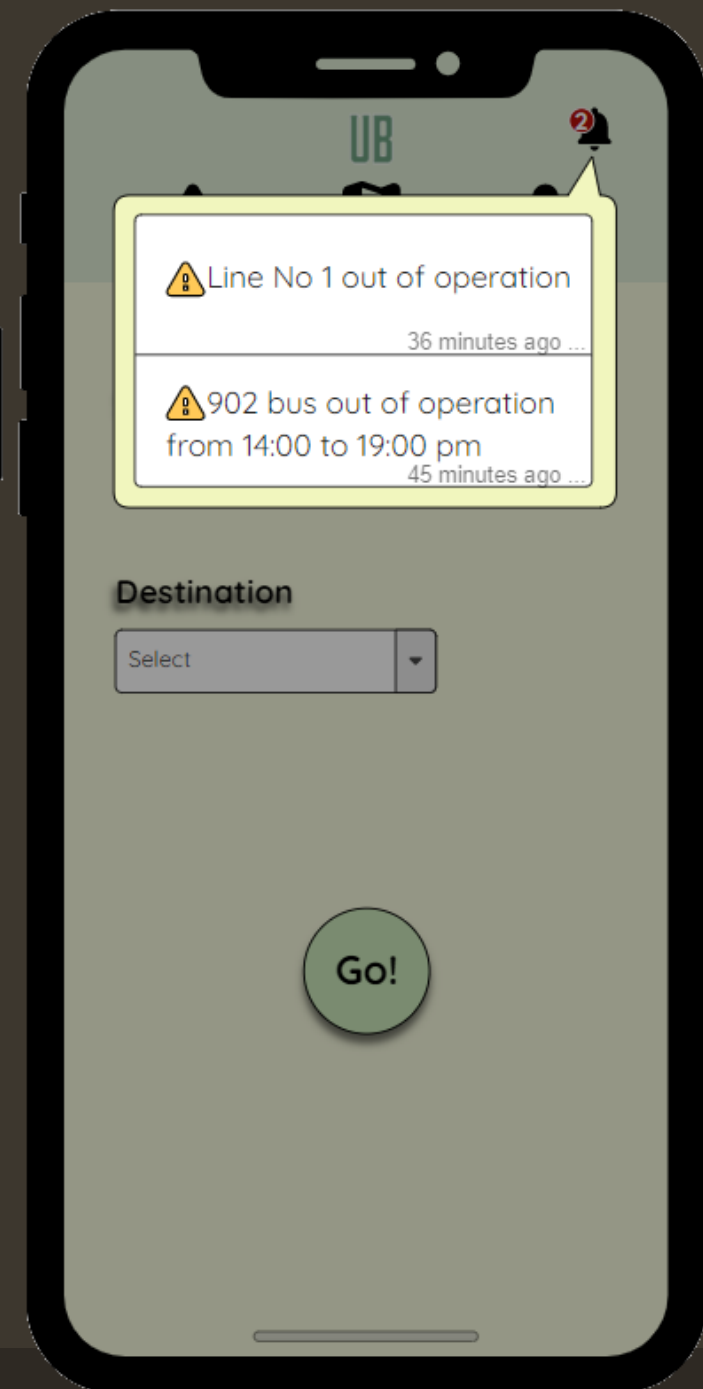 UB
2
Line No 1 out of operation
36 minutes ago ...
902 bus out of operation
from 14:00 to 19:00 pm
45 minutes ago ...
Destination
Select
Go!